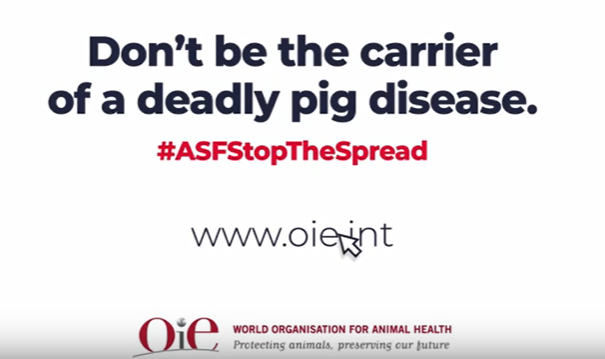 Don't be the carrier
of a deadly pig disease.
#ASFStopTheSpread
www.oie.int
Oie WORLD ORGANISATION FOR ANIMAL HEALTH
Protecting animals, preserving our future